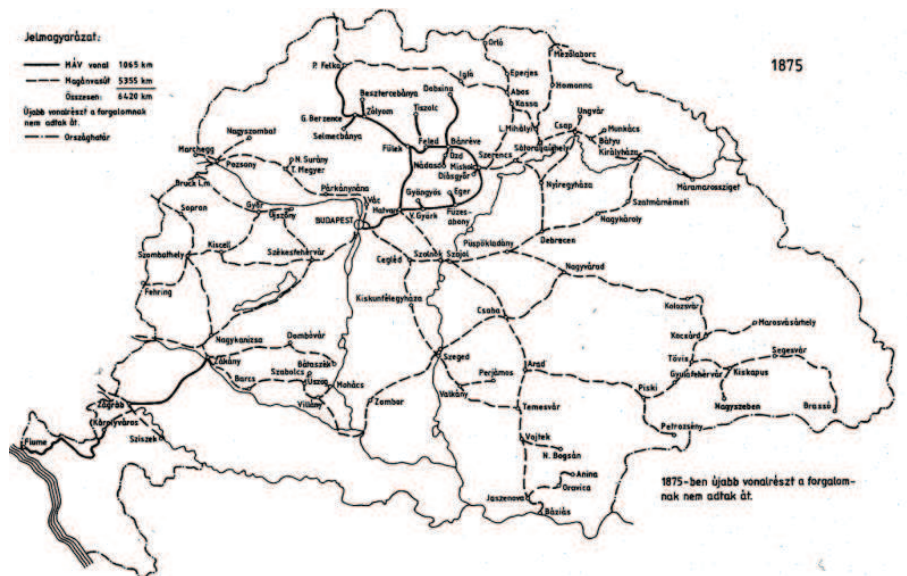 Jelmagyarázat:
MÁV vonal 1065 km
Magánvasút 5355 km
Összesen: 6420 km
Újabb vonalrészt a forgalomnak
nem adtak át.
Országhatár
1875
Orló
Mezőlaborc
P. Felka
Igló
Eperjes
Abos
Kassa
Homonna
Besztercebánya
Dobsina
Zólyom
Tiszolc
G. Berzence
Selmecbánya
L. Mihályi
Ungvár
Csap
Munkács
Bátyu
Királyháza
Sátoraljaújhely
Szerencs
Fülek
Feled
Bánréve
Ózd
Nádasd
Miskolc
Diósgyőr
Nagyszombat
Marchegg
Pozsony
N. Surány
T. Megyer
Máramarossziget
Bruck L.m.
Párkánynána
Vác
Gyöngyös
Eger
Nyíregyháza
Szatmárnémeti
Sopron
Győr
Újszőny
Hatvan
V. Györk
Füzes-
abony
Nagykároly
BUDAPEST
Debrecen
Püspökladány
Szombathely
Kiscell
Székesfehérvár
Cegléd
Szolnok
Szajol
Nagyvárad
Fehring
Kiskunfélegyháza
Csaba
Kolozsvár
Kocsárd
Marosvásárhely
Nagykanizsa
Dombóvár
Zákány
Bátaszék
Szeged
Arad
Tövis
Segesvár
Szabolcs
Üszög
Mohács
Barcs
Villány
Perjámos
Valkány
Piski
Gyulafehérvár
Kiskapus
Zombor
Temesvár
Nagyszeben
Brassó
Zágráb
Károlyváros
Sziszek
Fiume
Petrozsény
Vojtek
N. Bogsán
Anina
Oravica
Jaszenova
Báziás
1875-ben újabb vonalrészt a forgalom-
nak nem adtak át.